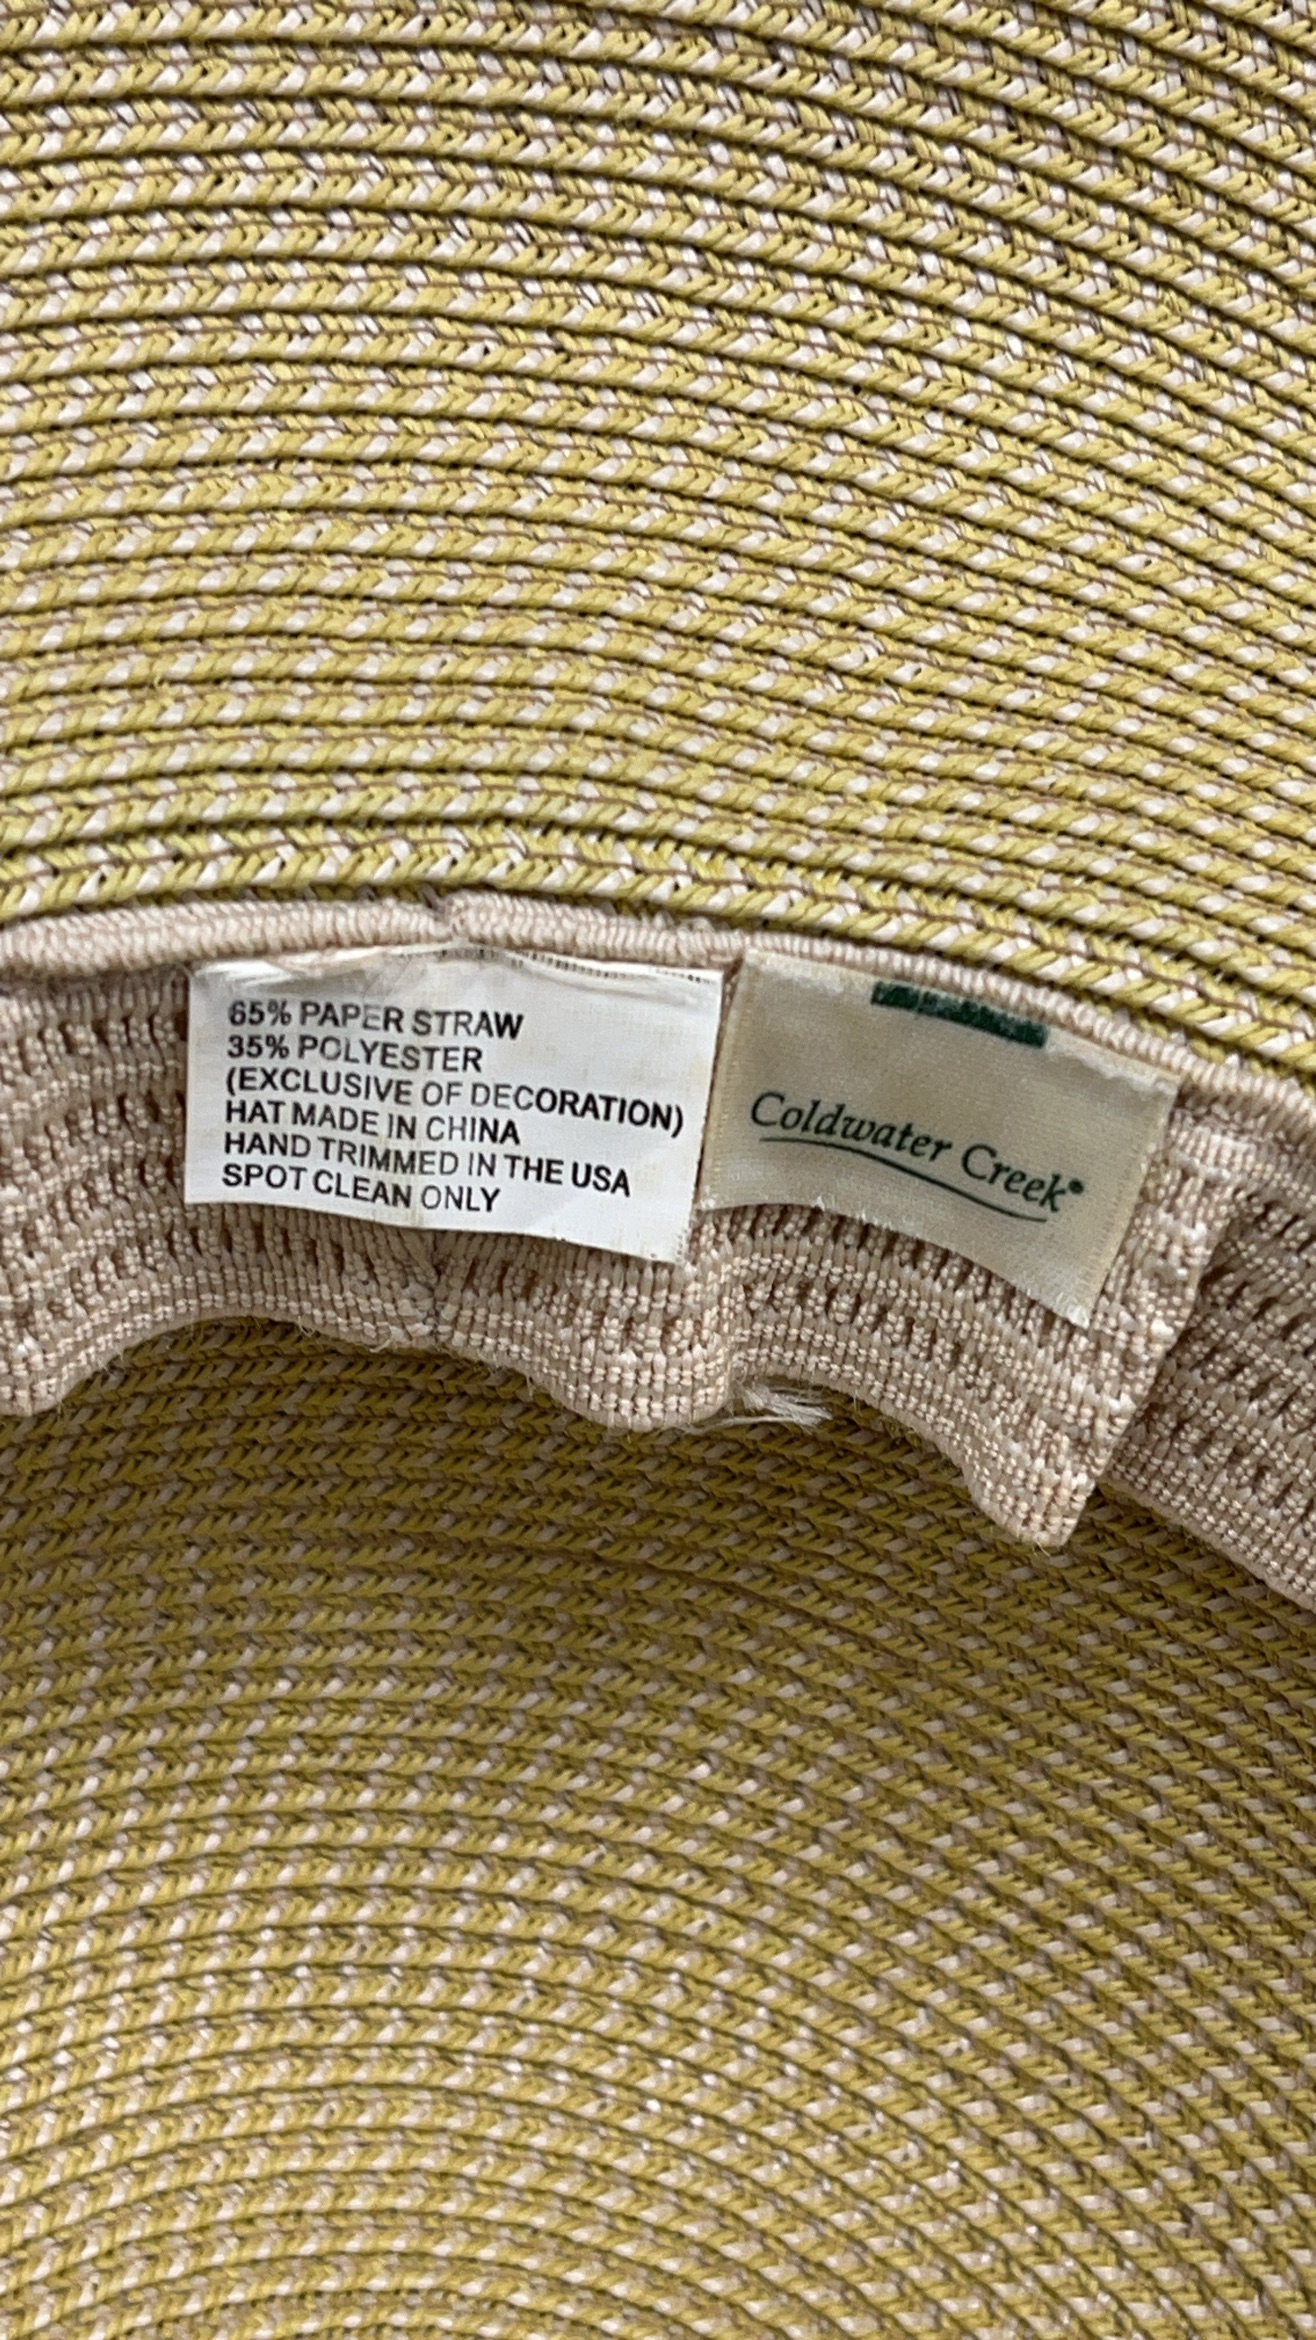 65% PAPER STRAW
35% POLYESTER
(EXCLUSIVE OF DECORATION)
HAT MADE IN CHINA
HAND TRIMMED IN THE USA
SPOT CLEAN ONLY
Coldwater Creek®